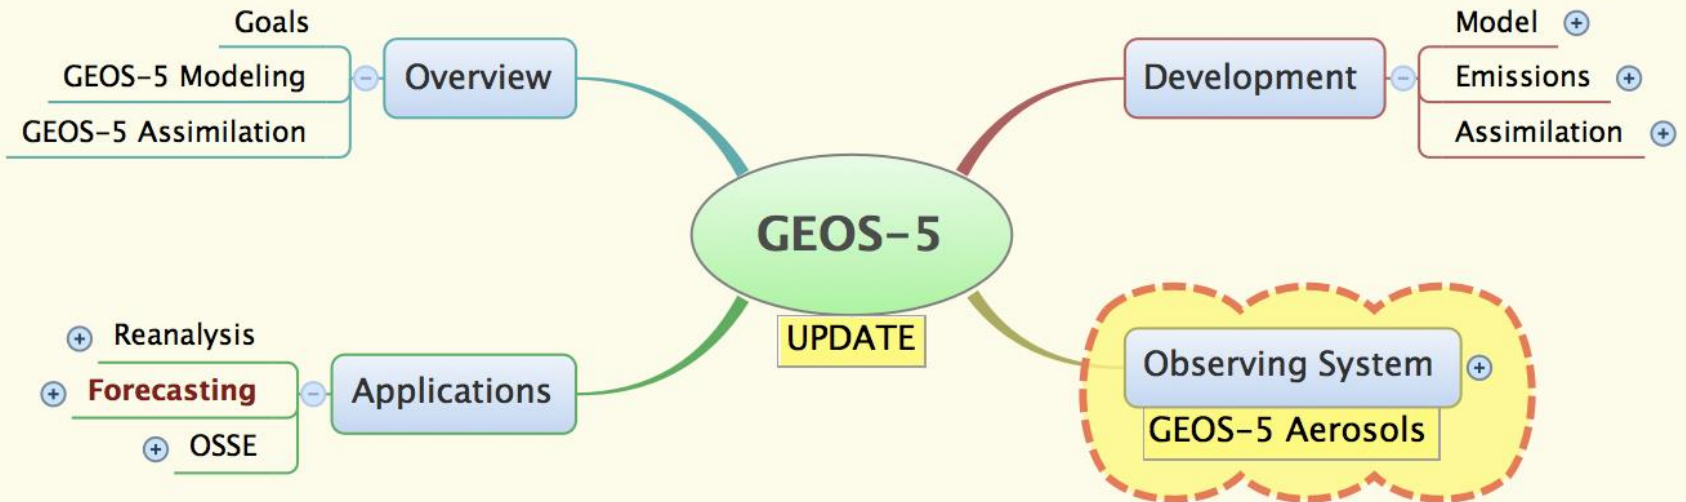 Goals
GEOS-5 Modeling
GEOS-5 Assimilation
Overview
Development
Model
Emissions
Assimilation
GEOS-5
UPDATE
Reanalysis
Forecasting
OSSE
Applications
Observing System
GEOS-5 Aerosols